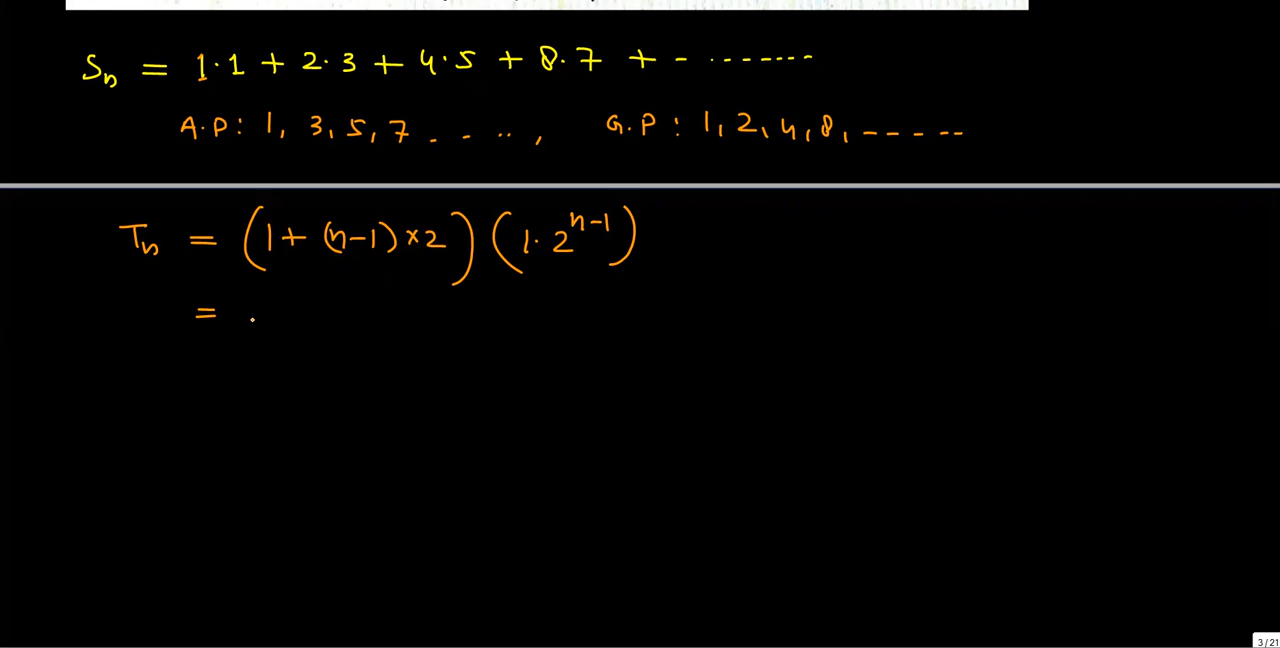 Sn = 1·1 + 2·3 + 4·5 + 8·7 + - .......
A.P: 1, 3, 5, 7 - - .., G.P: 1, 2, 4, 8, -----
Tn = (1 + (n-1) × 2) (1· 2^(n-1))
= .
3 / 21